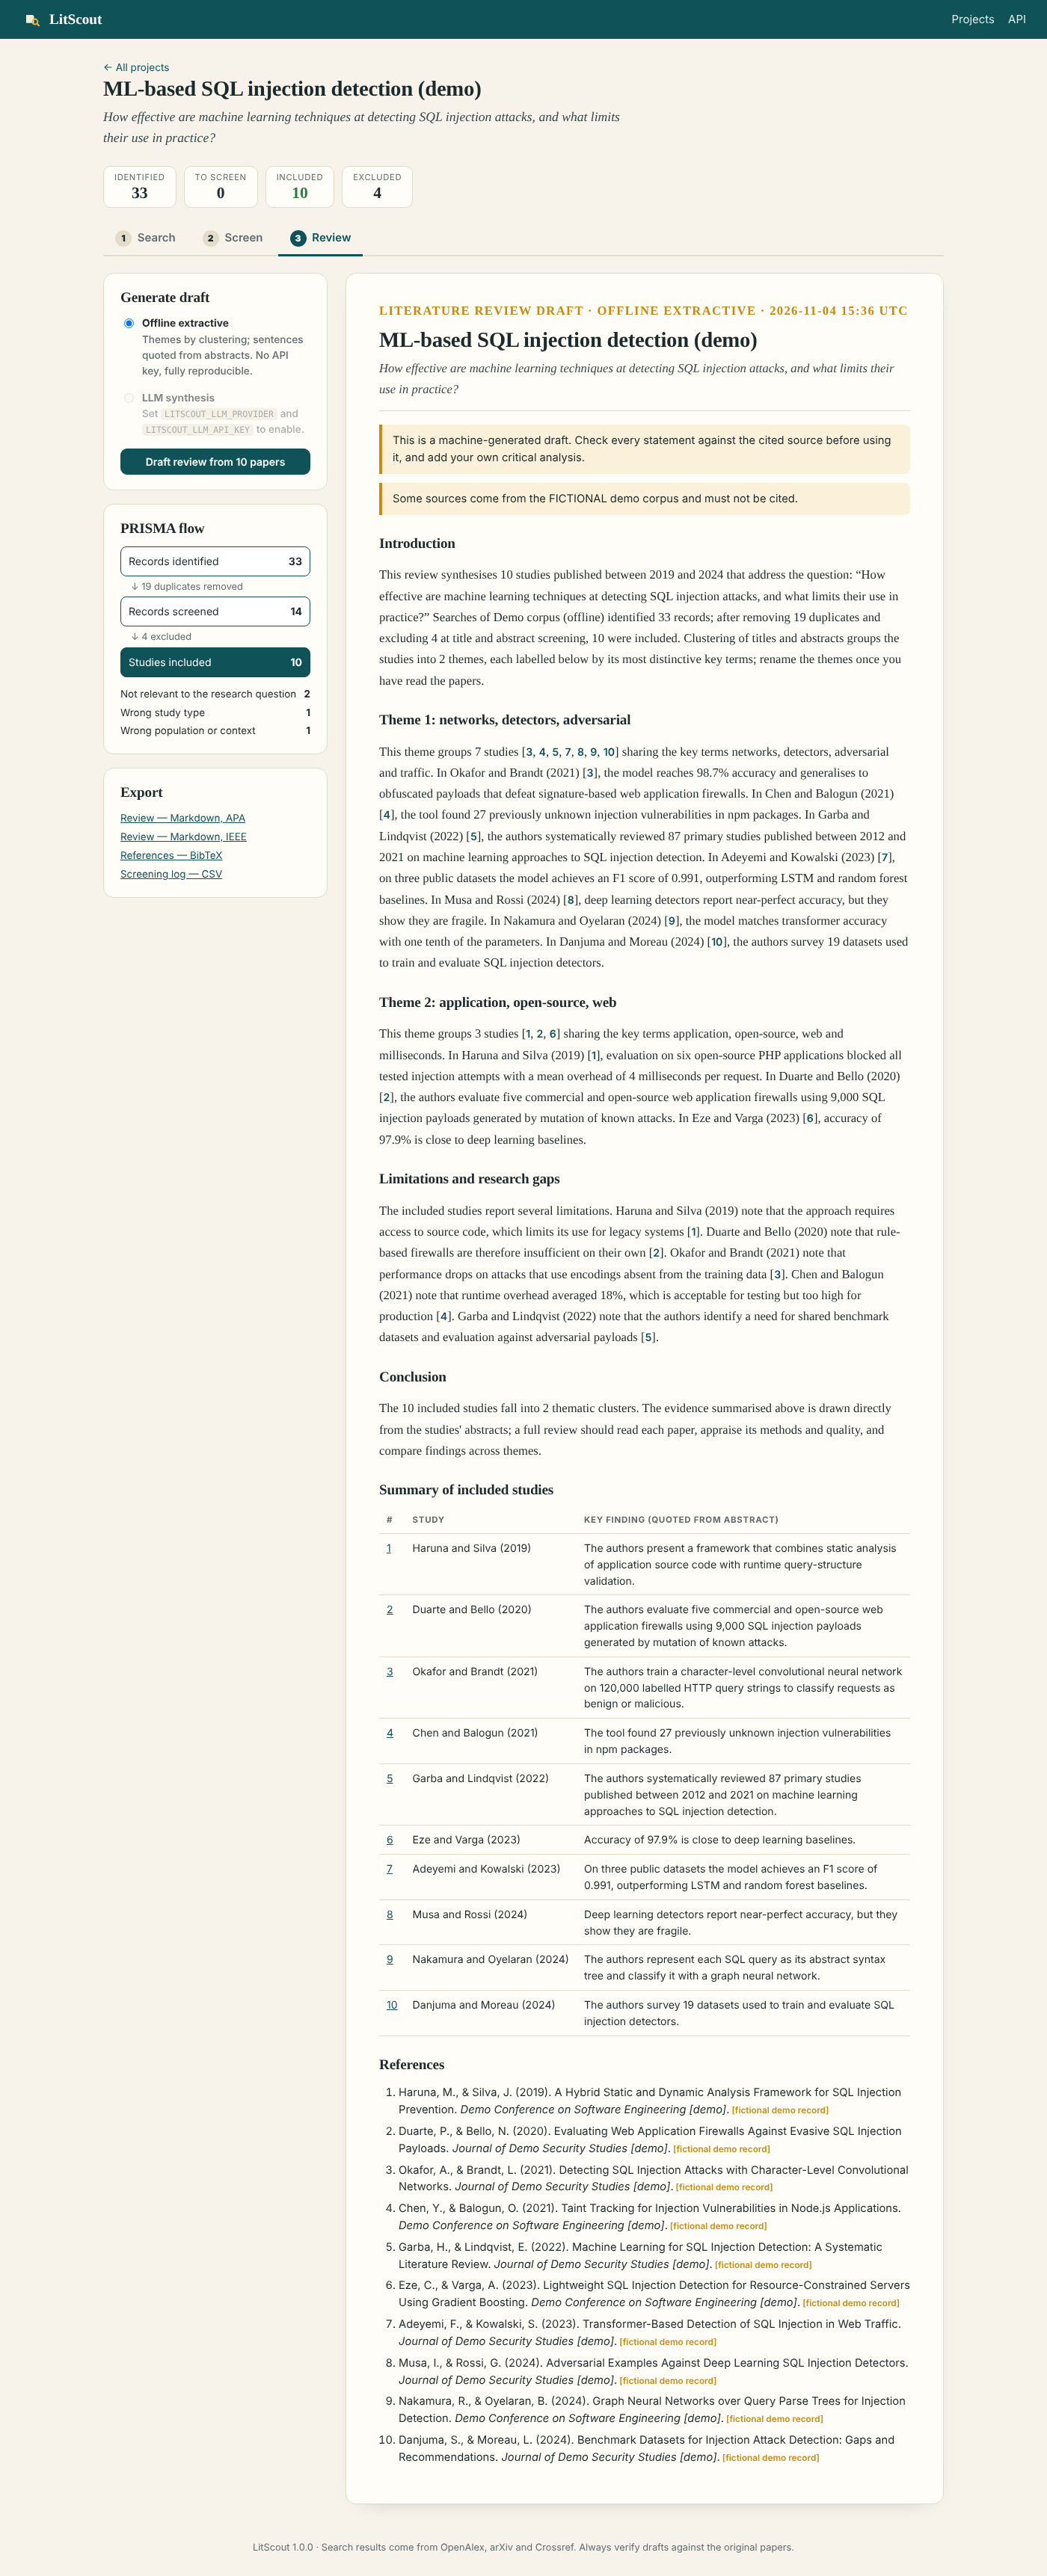 LitScout
Projects API
← All projects
ML-based SQL injection detection (demo)
How effective are machine learning techniques at detecting SQL injection attacks, and what limits
their use in practice?
IDENTIFIED
33
TO SCREEN
0
INCLUDED
10
EXCLUDED
4
1 Search
2 Screen
3 Review
Generate draft
Offline extractive
Themes by clustering; sentences
quoted from abstracts. No API
key, fully reproducible.
LLM synthesis
Set LITSCOUT_LLM_PROVIDER and
LITSCOUT_LLM_API_KEY to enable.
Draft review from 10 papers
PRISMA flow
Records identified 33
↓ 19 duplicates removed
Records screened 14
↓ 4 excluded
Studies included 10
Not relevant to the research question 2
Wrong study type 1
Wrong population or context 1
Export
Review — Markdown, APA
Review — Markdown, IEEE
References — BibTeX
Screening log — CSV
LITERATURE REVIEW DRAFT · OFFLINE EXTRACTIVE · 2026-11-04 15:36 UTC
ML-based SQL injection detection (demo)
How effective are machine learning techniques at detecting SQL injection attacks, and what limits their
use in practice?
This is a machine-generated draft. Check every statement against the cited source before using
it, and add your own critical analysis.
Some sources come from the FICTIONAL demo corpus and must not be cited.
Introduction
This review synthesises 10 studies published between 2019 and 2024 that address the question: “How
effective are machine learning techniques at detecting SQL injection attacks, and what limits their use in
practice?” Searches of Demo corpus (offline) identified 33 records; after removing 19 duplicates and
excluding 4 at title and abstract screening, 10 were included. Clustering of titles and abstracts groups the
studies into 2 themes, each labelled below by its most distinctive key terms; rename the themes once you
have read the papers.
Theme 1: networks, detectors, adversarial
This theme groups 7 studies [3, 4, 5, 7, 8, 9, 10] sharing the key terms networks, detectors, adversarial
and traffic. In Okafor and Brandt (2021) [3], the model reaches 98.7% accuracy and generalises to
obfuscated payloads that defeat signature-based web application firewalls. In Chen and Balogun (2021)
[4], the tool found 27 previously unknown injection vulnerabilities in npm packages. In Garba and
Lindqvist (2022) [5], the authors systematically reviewed 87 primary studies published between 2012 and
2021 on machine learning approaches to SQL injection detection. In Adeyemi and Kowalski (2023) [7],
on three public datasets the model achieves an F1 score of 0.991, outperforming LSTM and random forest
baselines. In Musa and Rossi (2024) [8], deep learning detectors report near-perfect accuracy, but they
show they are fragile. In Nakamura and Oyelaran (2024) [9], the model matches transformer accuracy
with one tenth of the parameters. In Danjuma and Moreau (2024) [10], the authors survey 19 datasets used
to train and evaluate SQL injection detectors.
Theme 2: application, open-source, web
This theme groups 3 studies [1, 2, 6] sharing the key terms application, open-source, web and
milliseconds. In Haruna and Silva (2019) [1], evaluation on six open-source PHP applications blocked all
tested injection attempts with a mean overhead of 4 milliseconds per request. In Duarte and Bello (2020)
[2], the authors evaluate five commercial and open-source web application firewalls using 9,000 SQL
injection payloads generated by mutation of known attacks. In Eze and Varga (2023) [6], accuracy of
97.9% is close to deep learning baselines.
Limitations and research gaps
The included studies report several limitations. Haruna and Silva (2019) note that the approach requires
access to source code, which limits its use for legacy systems [1]. Duarte and Bello (2020) note that rule-
based firewalls are therefore insufficient on their own [2]. Okafor and Brandt (2021) note that
performance drops on attacks that use encodings absent from the training data [3]. Chen and Balogun
(2021) note that runtime overhead averaged 18%, which is acceptable for testing but too high for
production [4]. Garba and Lindqvist (2022) note that the authors identify a need for shared benchmark
datasets and evaluation against adversarial payloads [5].
Conclusion
The 10 included studies fall into 2 thematic clusters. The evidence summarised above is drawn directly
from the studies' abstracts; a full review should read each paper, appraise its methods and quality, and
compare findings across themes.
Summary of included studies
# STUDY KEY FINDING (QUOTED FROM ABSTRACT)
1 Haruna and Silva (2019) The authors present a framework that combines static analysis
of application source code with runtime query-structure
validation.
2 Duarte and Bello (2020) The authors evaluate five commercial and open-source web
application firewalls using 9,000 SQL injection payloads
generated by mutation of known attacks.
3 Okafor and Brandt (2021) The authors train a character-level convolutional neural network
on 120,000 labelled HTTP query strings to classify requests as
benign or malicious.
4 Chen and Balogun (2021) The tool found 27 previously unknown injection vulnerabilities
in npm packages.
5 Garba and Lindqvist (2022) The authors systematically reviewed 87 primary studies
published between 2012 and 2021 on machine learning
approaches to SQL injection detection.
6 Eze and Varga (2023) Accuracy of 97.9% is close to deep learning baselines.
7 Adeyemi and Kowalski (2023) On three public datasets the model achieves an F1 score of
0.991, outperforming LSTM and random forest baselines.
8 Musa and Rossi (2024) Deep learning detectors report near-perfect accuracy, but they
show they are fragile.
9 Nakamura and Oyelaran (2024) The authors represent each SQL query as its abstract syntax
tree and classify it with a graph neural network.
10 Danjuma and Moreau (2024) The authors survey 19 datasets used to train and evaluate SQL
injection detectors.
References
1. Haruna, M., & Silva, J. (2019). A Hybrid Static and Dynamic Analysis Framework for SQL Injection
Prevention. Demo Conference on Software Engineering [demo]. [fictional demo record]
2. Duarte, P., & Bello, N. (2020). Evaluating Web Application Firewalls Against Evasive SQL Injection
Payloads. Journal of Demo Security Studies [demo]. [fictional demo record]
3. Okafor, A., & Brandt, L. (2021). Detecting SQL Injection Attacks with Character-Level Convolutional
Networks. Journal of Demo Security Studies [demo]. [fictional demo record]
4. Chen, Y., & Balogun, O. (2021). Taint Tracking for Injection Vulnerabilities in Node.js Applications.
Demo Conference on Software Engineering [demo]. [fictional demo record]
5. Garba, H., & Lindqvist, E. (2022). Machine Learning for SQL Injection Detection: A Systematic
Literature Review. Journal of Demo Security Studies [demo]. [fictional demo record]
6. Eze, C., & Varga, A. (2023). Lightweight SQL Injection Detection for Resource-Constrained Servers
Using Gradient Boosting. Demo Conference on Software Engineering [demo]. [fictional demo record]
7. Adeyemi, F., & Kowalski, S. (2023). Transformer-Based Detection of SQL Injection in Web Traffic.
Journal of Demo Security Studies [demo]. [fictional demo record]
8. Musa, I., & Rossi, G. (2024). Adversarial Examples Against Deep Learning SQL Injection Detectors.
Journal of Demo Security Studies [demo]. [fictional demo record]
9. Nakamura, R., & Oyelaran, B. (2024). Graph Neural Networks over Query Parse Trees for Injection
Detection. Demo Conference on Software Engineering [demo]. [fictional demo record]
10. Danjuma, S., & Moreau, L. (2024). Benchmark Datasets for Injection Attack Detection: Gaps and
Recommendations. Journal of Demo Security Studies [demo]. [fictional demo record]
LitScout 1.0.0 · Search results come from OpenAlex, arXiv and Crossref. Always verify drafts against the original papers.